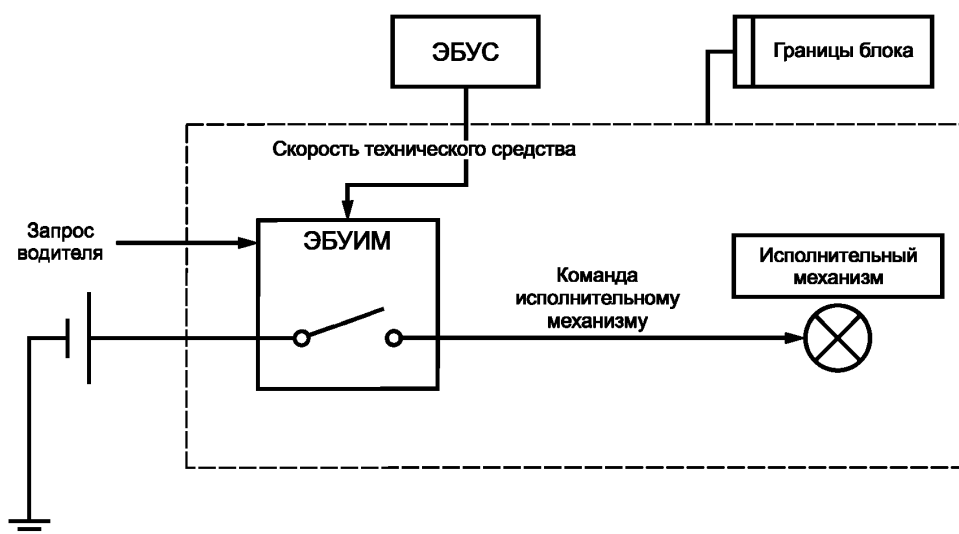 ЭБУС
Границы блока
Скорость технического средства
Запрос
водителя
ЭБУИМ
Команда
исполнительному
механизму
Исполнительный
механизм